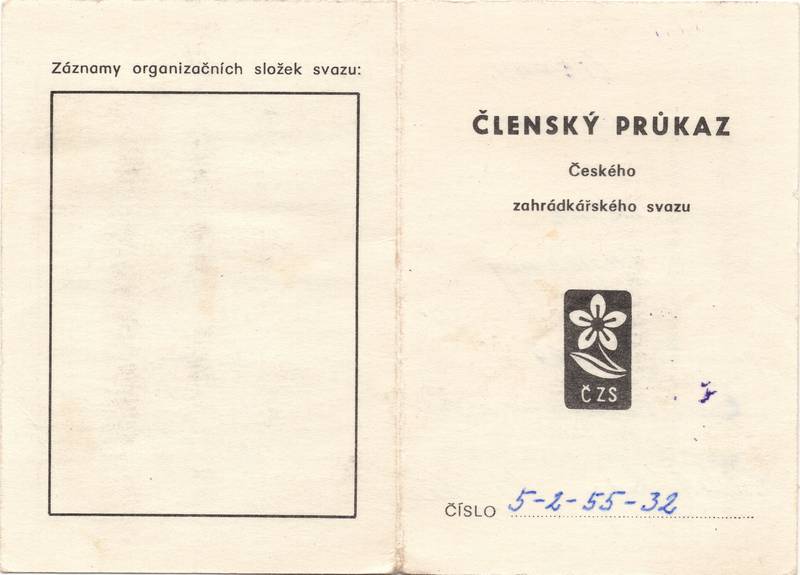 Záznamy organizačních složek svazu:
ČLENSKÝ PRŮKAZ
Českého
zahrádkářského svazu
ČZS
ČÍSLO 5-2-55-32